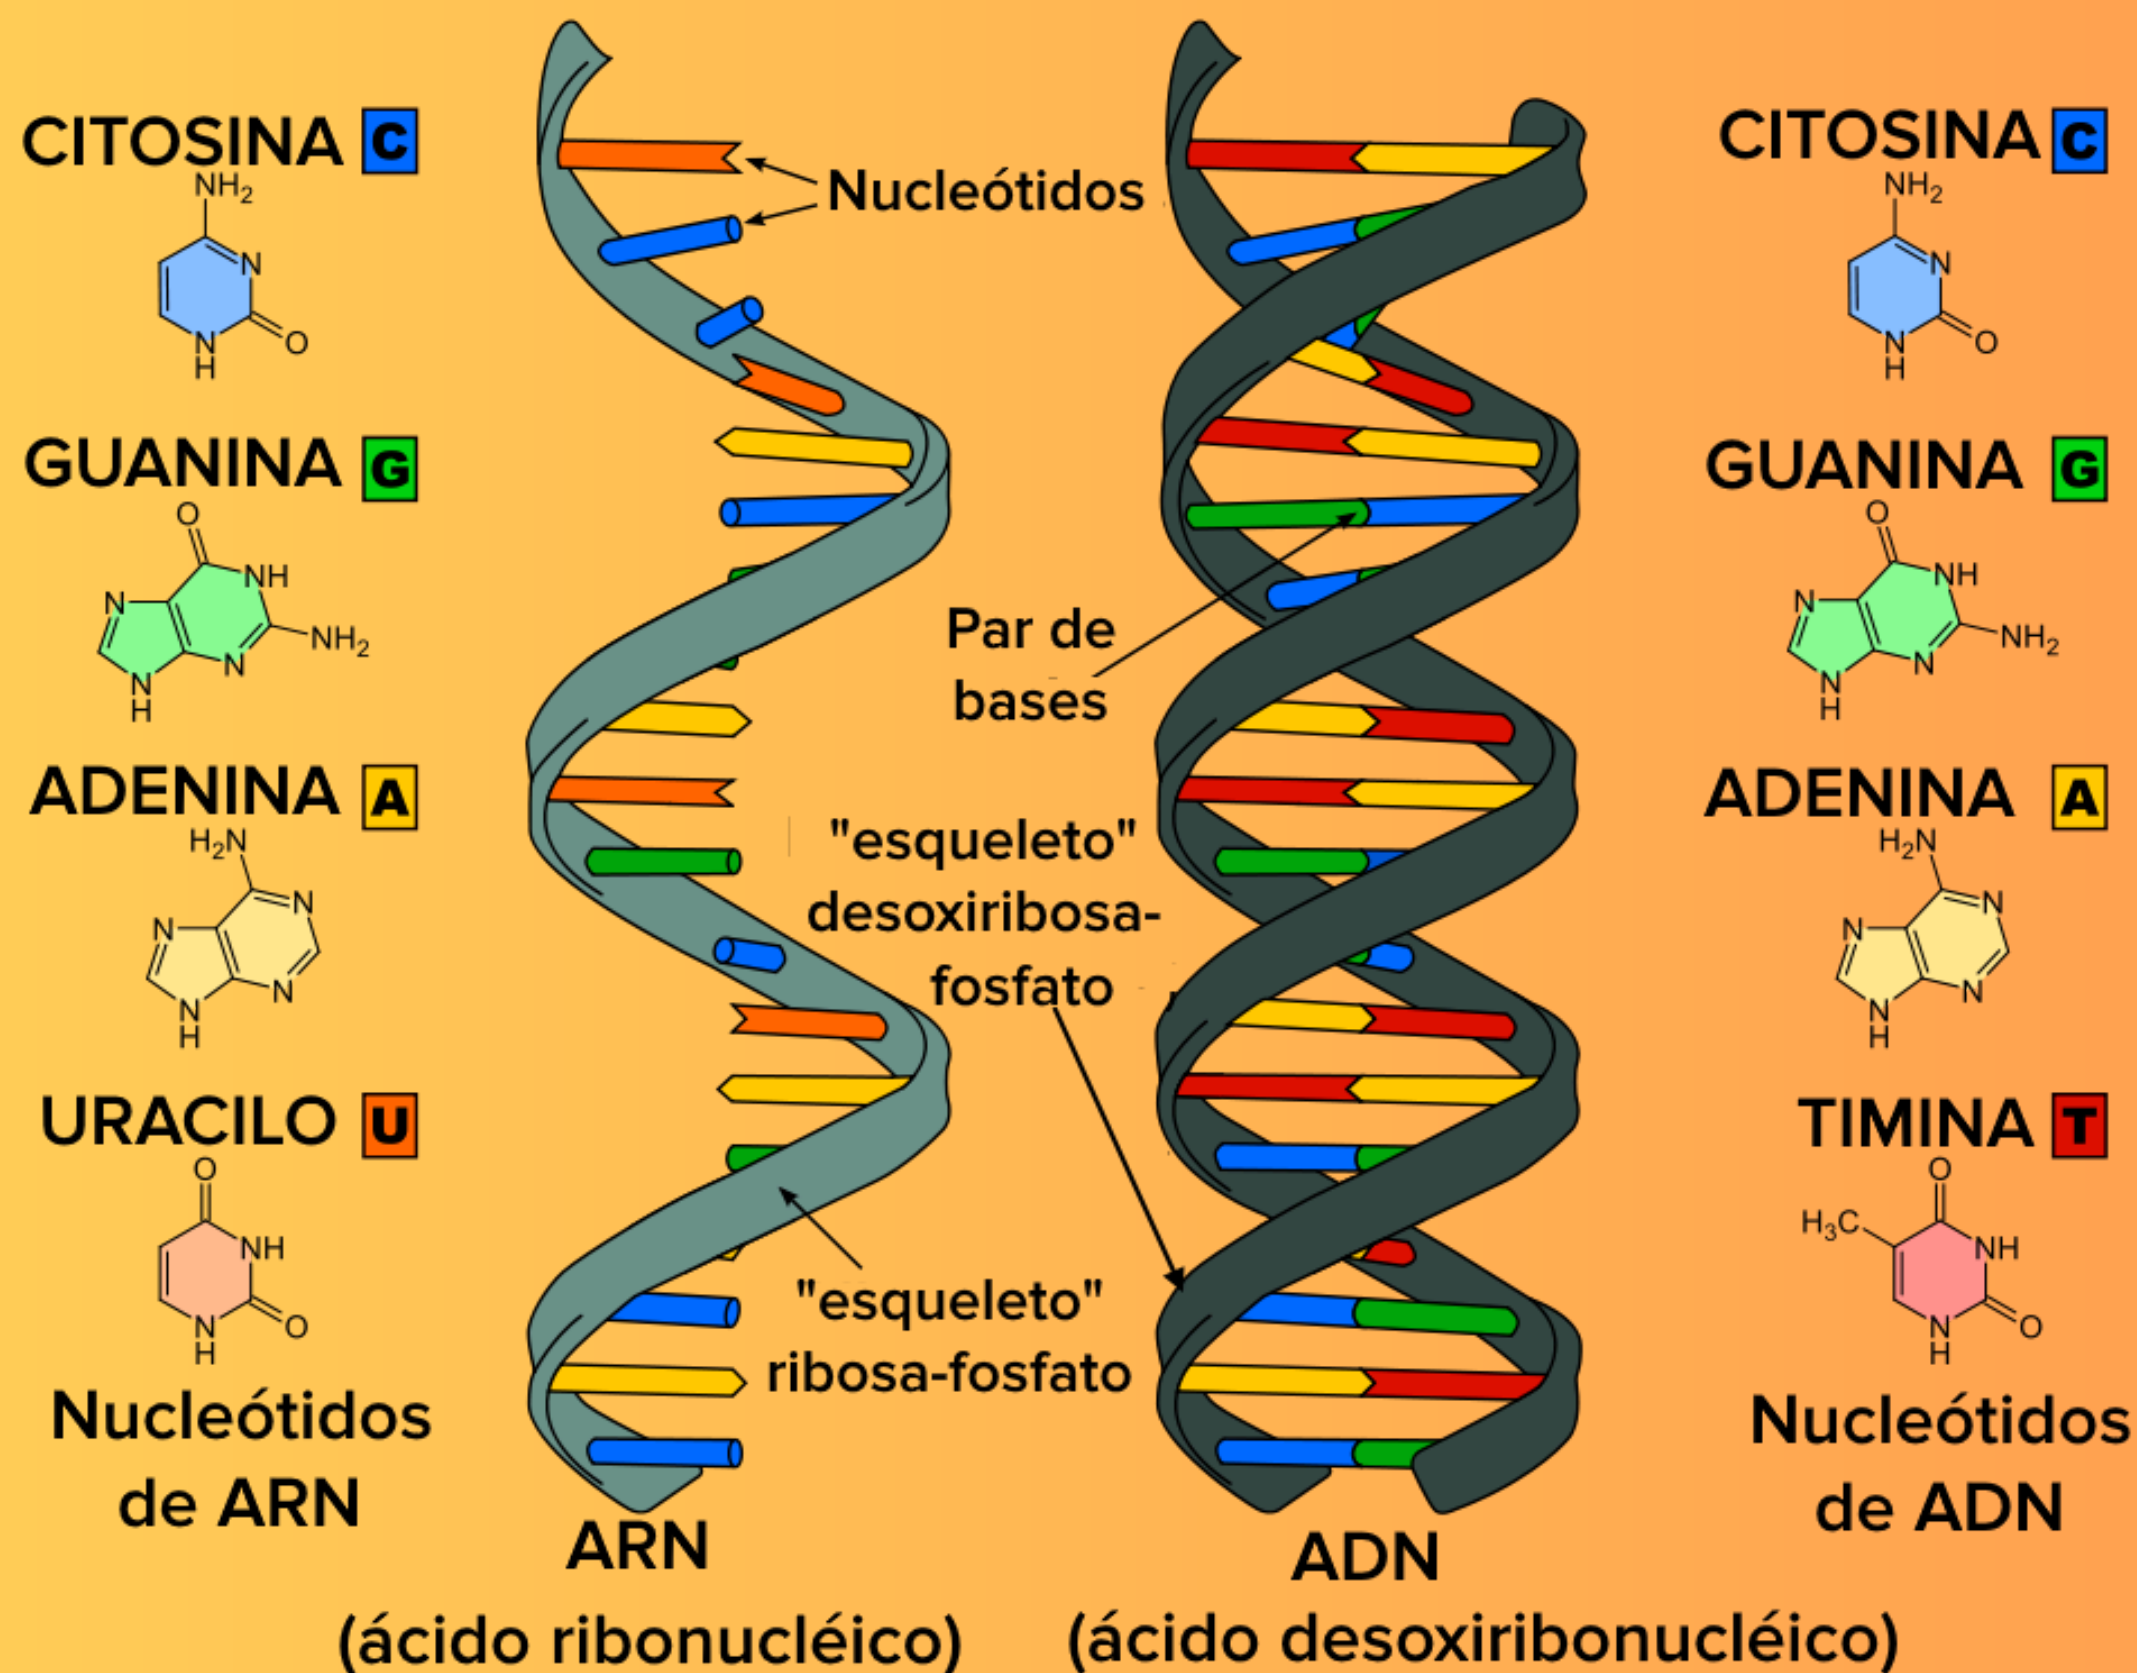 CITOSINA C
NH2
N
N
H
O
GUANINA G
O
NH
N
NH2
N
N
H
ADENINA A
H2N
N
N
N
N
H
URACILO U
O
NH
N
H
O
Nucleótidos
de ARN
Nucleótidos
Par de
bases
"esqueleto"
desoxiribosa-
fosfato
"esqueleto"
ribosa-fosfato
ARN
(ácido ribonucléico)
ADN
(ácido desoxiribonucléico)
CITOSINA C
NH2
N
N
H
O
GUANINA G
O
NH
N
NH2
N
N
H
ADENINA A
H2N
N
N
N
N
H
TIMINA T
O
H3C
NH
N
H
O
Nucleótidos
de ADN